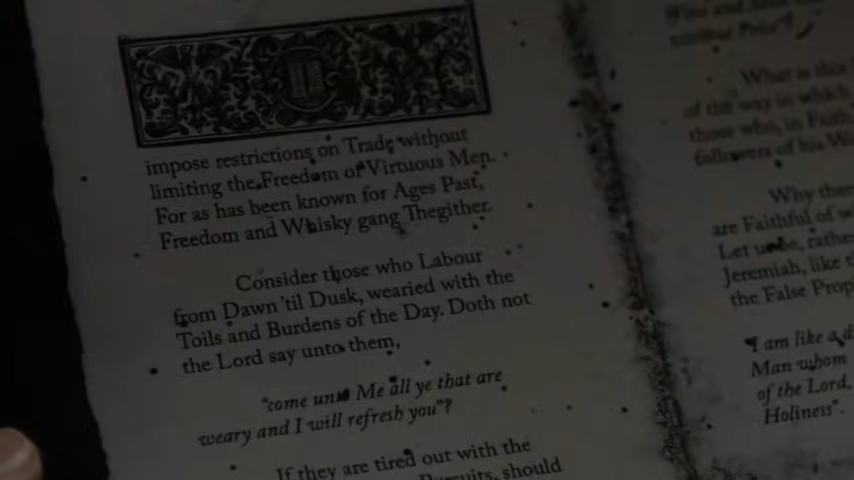 impose restrictions on Trade without
limiting the Freedom of Virtuous Men.
For as has been known for Ages Past,
Freedom and Whisky gang Thegither.
Consider those who Labour
from Dawn 'til Dusk, wearied with the
Toils and Burdens of the Day. Doth not
the Lord say unto them,
"come unto Me all ye that are
weary and I will refresh you"?
If they are tired out with the
should
Wind and
without
What is this
of the way in which,
those who, in Faith
followers of his
Why
are Faithful of
Let us be, rather
Jeremiah, like
the False
"I am like a
Man whom
of the Lord,
Holiness".